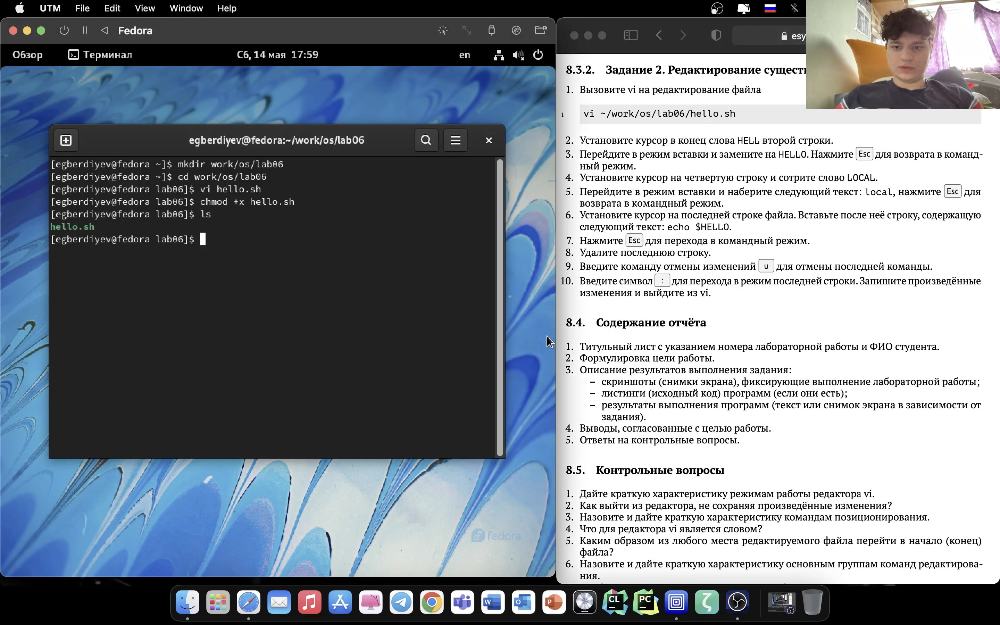 UTM File Edit View Window Help
Fedora
Обзор Терминал Сб, 14 мая 17:59 en
egberdiyev@fedora:~/work/os/lab06
[egberdiyev@fedora ~]$ mkdir work/os/lab06
[egberdiyev@fedora ~]$ cd work/os/lab06
[egberdiyev@fedora lab06]$ vi hello.sh
[egberdiyev@fedora lab06]$ chmod +x hello.sh
[egberdiyev@fedora lab06]$ ls
hello.sh
[egberdiyev@fedora lab06]$
fedora
esy
8.3.2. Задание 2. Редактирование
1. Вызовите vi на редактирование файла
1 vi ~/work/os/lab06/hello.sh
2. Установите курсор в конец слова HELL второй строки.
3. Перейдите в режим вставки и замените на HELLO. Нажмите Esc для возврата в команд-
ный режим.
4. Установите курсор на четвертую строку и сотрите слово LOCAL.
5. Перейдите в режим вставки и наберите следующий текст: local, нажмите Esc для
возврата в командный режим.
6. Установите курсор на последней строке файла. Вставьте после неё строку, содержащую
следующий текст: echo $HELLO.
7. Нажмите Esc для перехода в командный режим.
8. Удалите последнюю строку.
9. Введите команду отмены изменений u для отмены последней команды.
10. Введите символ : для перехода в режим последней строки. Запишите произведённые
изменения и выйдите из vi.
8.4. Содержание отчёта
1. Титульный лист с указанием номера лабораторной работы и ФИО студента.
2. Формулировка цели работы.
3. Описание результатов выполнения задания:
– скриншоты (снимки экрана), фиксирующие выполнение лабораторной работы;
– листинги (исходный код) программ (если они есть);
– результаты выполнения программ (текст или снимок экрана в зависимости от
задания).
4. Выводы, согласованные с целью работы.
5. Ответы на контрольные вопросы.
8.5. Контрольные вопросы
1. Дайте краткую характеристику режимам работы редактора vi.
2. Как выйти из редактора, не сохраняя произведённые изменения?
3. Назовите и дайте краткую характеристику командам позиционирования.
4. Что для редактора vi является словом?
5. Каким образом из любого места редактируемого файла перейти в начало (конец)
файла?
6. Назовите и дайте краткую характеристику основным группам команд редактирова-
ния.
CL PC